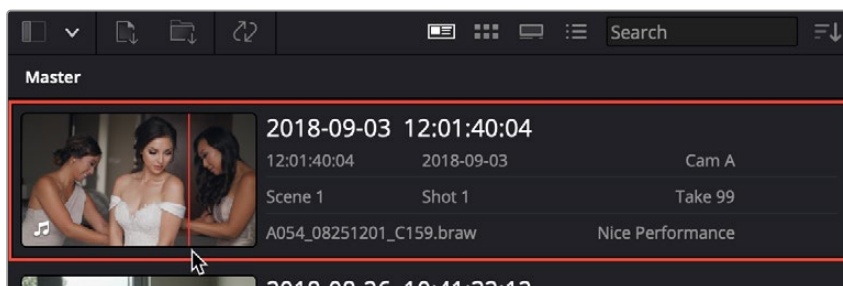 Search
Master
2018-09-03 12:01:40:04
12:01:40:04 2018-09-03 Cam A
Scene 1 Shot 1 Take 99
A054_08251201_C159.braw Nice Performance